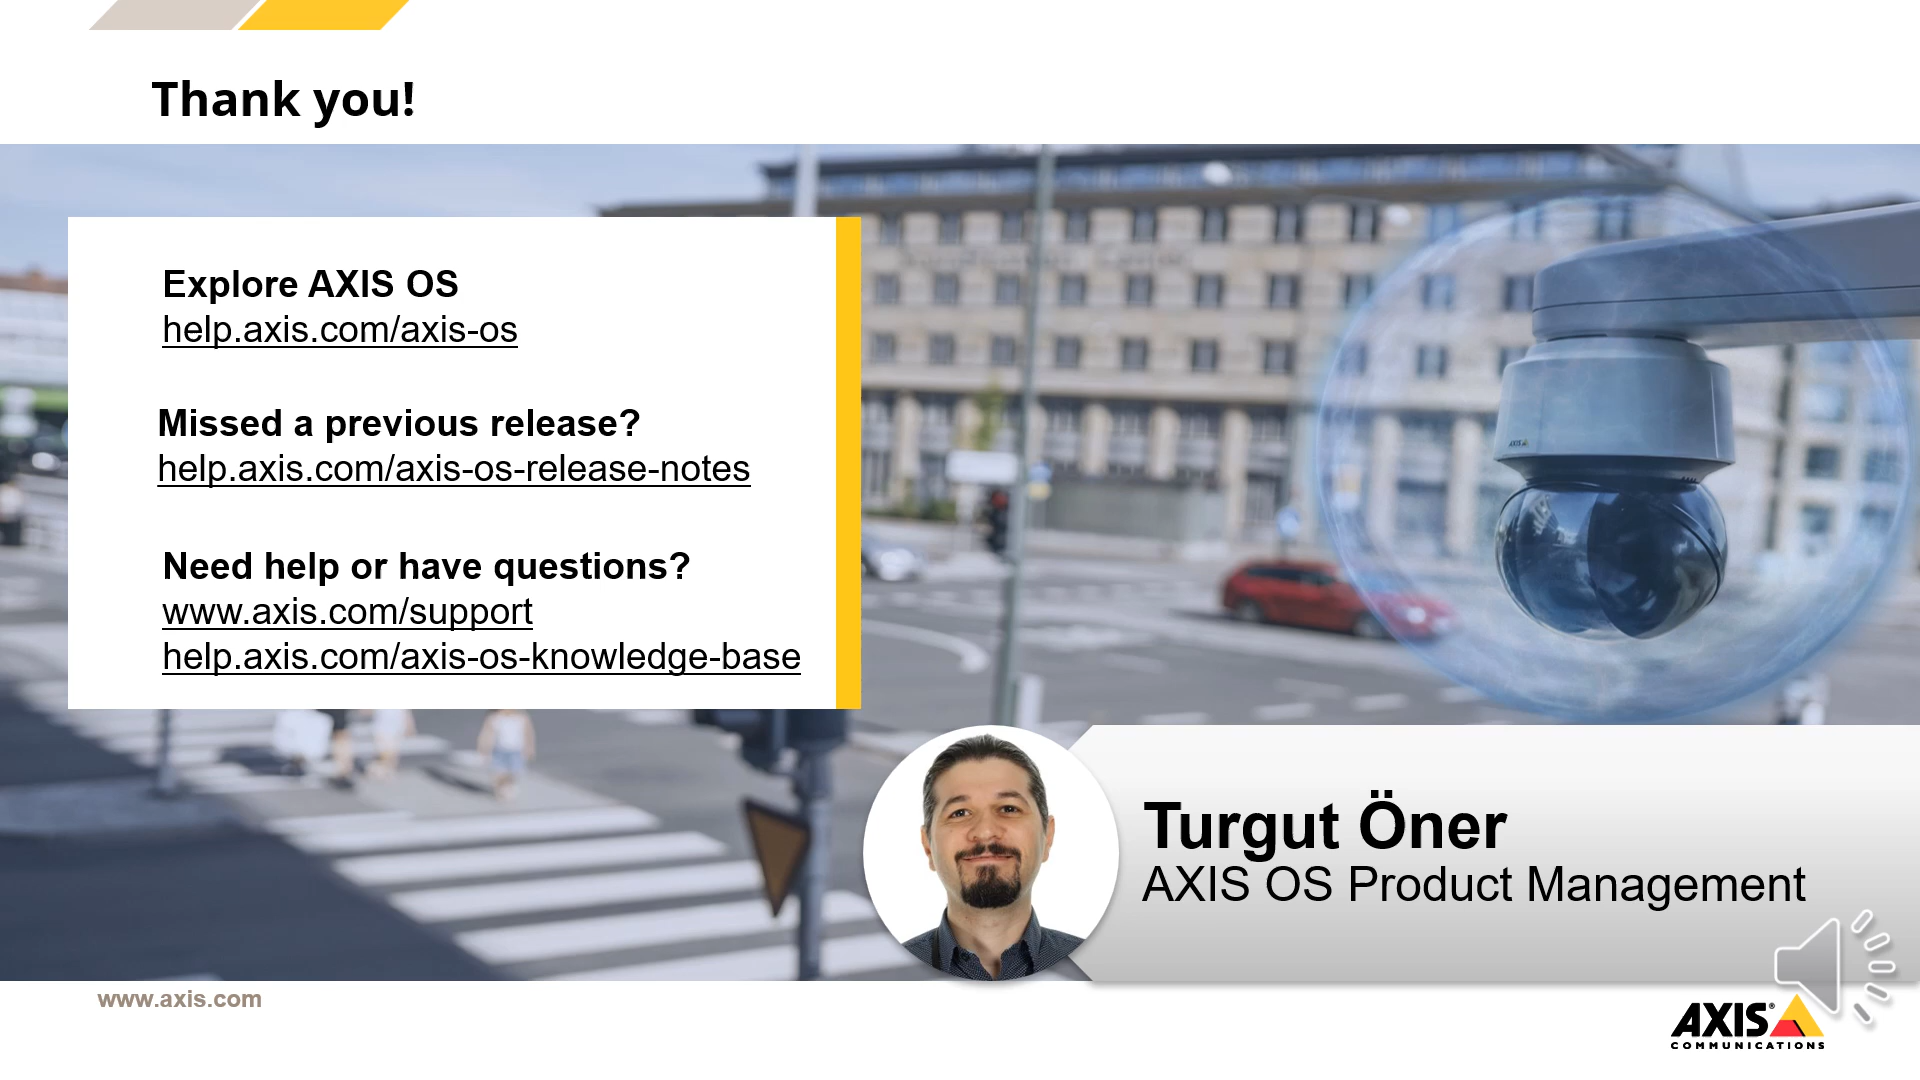 Thank you!
Explore AXIS OS
help.axis.com/axis-os
Missed a previous release?
help.axis.com/axis-os-release-notes
Need help or have questions?
www.axis.com/support
help.axis.com/axis-os-knowledge-base
AXIS
Turgut Öner
AXIS OS Product Management
www.axis.com
AXIS®
COMMUNICATIONS